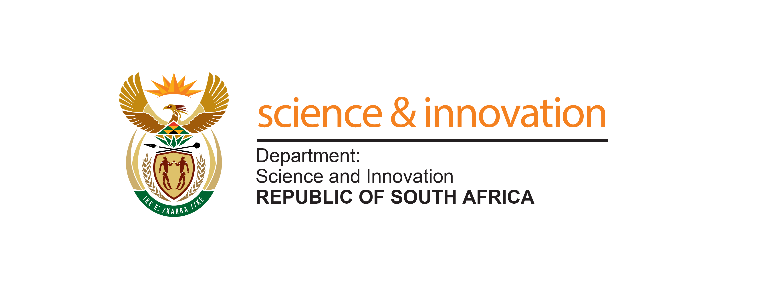 science & innovation
Department:
Science and Innovation
REPUBLIC OF SOUTH AFRICA